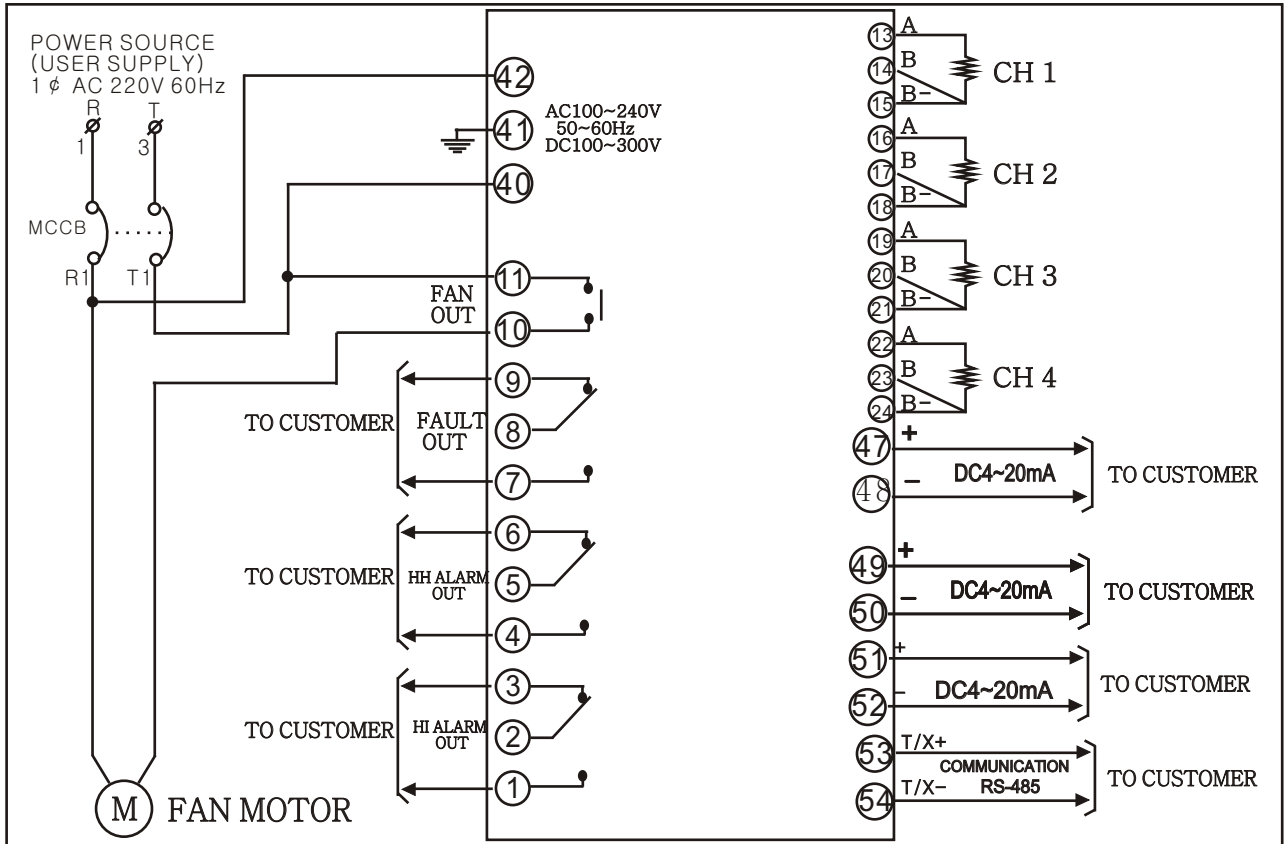 POWER SOURCE
(USER SUPPLY)
1 ¢ AC 220V 60Hz
R T
1 3
MCCB
R1 T1
42
41
AC100~240V
50~60Hz
DC100~300V
40
11
FAN
OUT
10
9
TO CUSTOMER
FAULT
OUT
8
7
6
TO CUSTOMER
HH ALARM
OUT
5
4
3
TO CUSTOMER
HI ALARM
OUT
2
1
M FAN MOTOR
13 A
14 B CH 1
15 B-
16 A
17 B CH 2
18 B-
19 A
20 B CH 3
21 B-
22 A
23 B CH 4
24 B-
47 +
DC4~20mA TO CUSTOMER
48 -
49 +
DC4~20mA TO CUSTOMER
50 -
51 +
DC4~20mA TO CUSTOMER
52 -
53 T/X+
COMMUNICATION
RS-485
TO CUSTOMER
54 T/X-